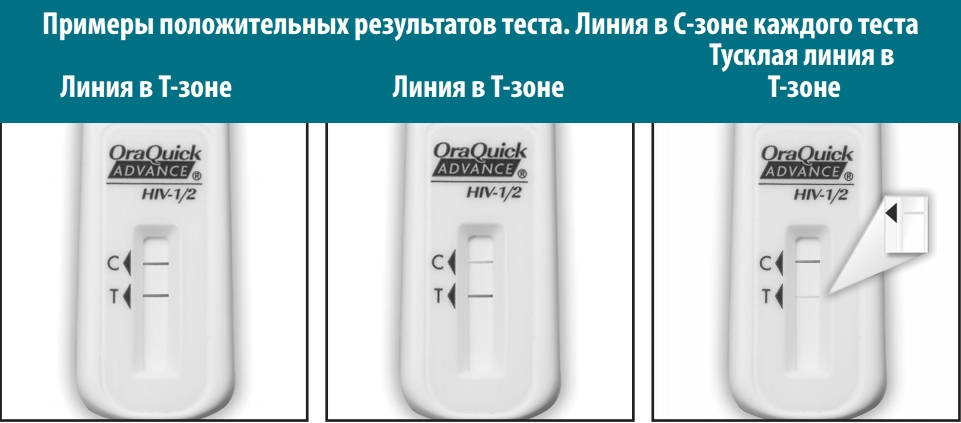 Примеры положительных результатов теста. Линия в С-зоне каждого теста
Линия в Т-зоне
Линия в Т-зоне
Тусклая линия в
Т-зоне
OraQuick
ADVANCE®
HIV-1/2
C
T
OraQuick
ADVANCE®
HIV-1/2
C
T
OraQuick
ADVANCE®
HIV-1/2
C
T